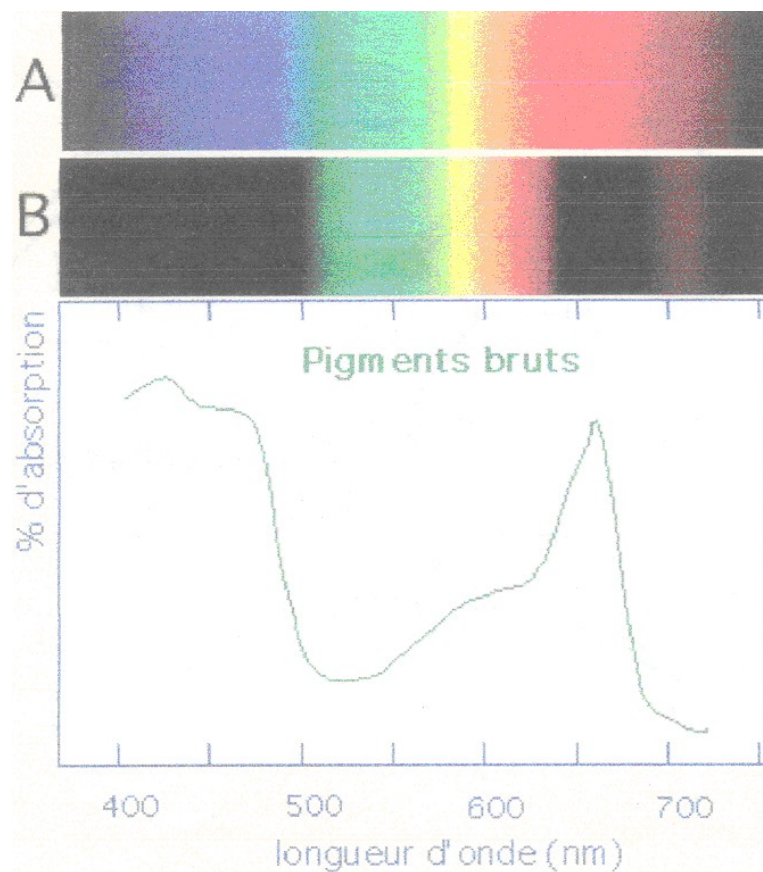 A
B
Pigments bruts
% d'absorption
400 500 600 700
longueur d'onde (nm)